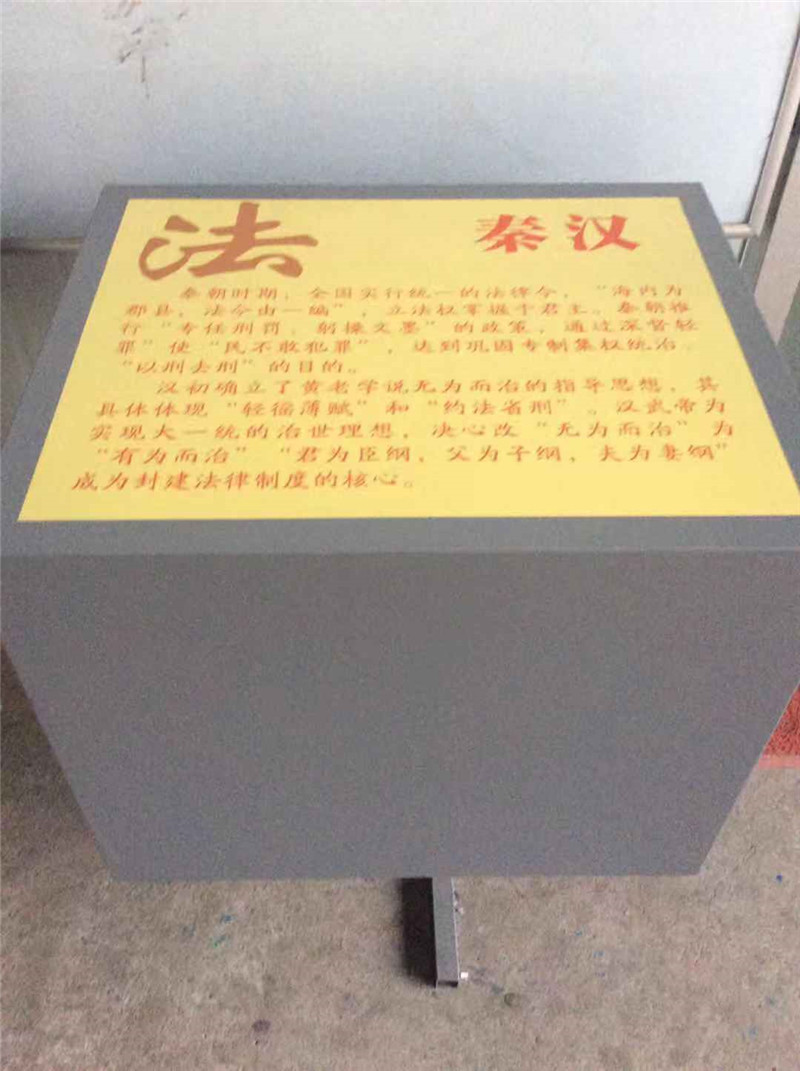 法 秦汉
秦朝时期，全国实行统一的法律令，“海内为
郡县，法令由一编”，立法权掌握于君主。秦朝推
行“专任刑罚，躬操文墨”的政策，通过深督轻
罪”使“民不敢犯罪”，达到巩固专制集权统治。
“以刑去刑”的目的。
汉初确立了黄老学说无为而治的指导思想，其
具体体现“轻徭薄赋”和“约法省刑”。汉武帝为
实现大一统的治世理想，决心改“无为而治”为
“有为而治”“君为臣纲，父为子纲，夫为妻纲”
成为封建法律制度的核心。